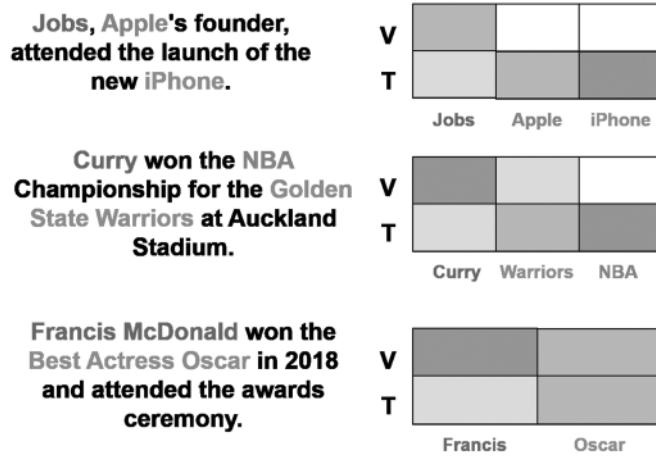 Jobs, Apple's founder,
attended the launch of the
new iPhone.
V
T
Jobs Apple iPhone
Curry won the NBA
Championship for the Golden
State Warriors at Auckland
Stadium.
V
T
Curry Warriors NBA
Francis McDonald won the
Best Actress Oscar in 2018
and attended the awards
ceremony.
V
T
Francis Oscar